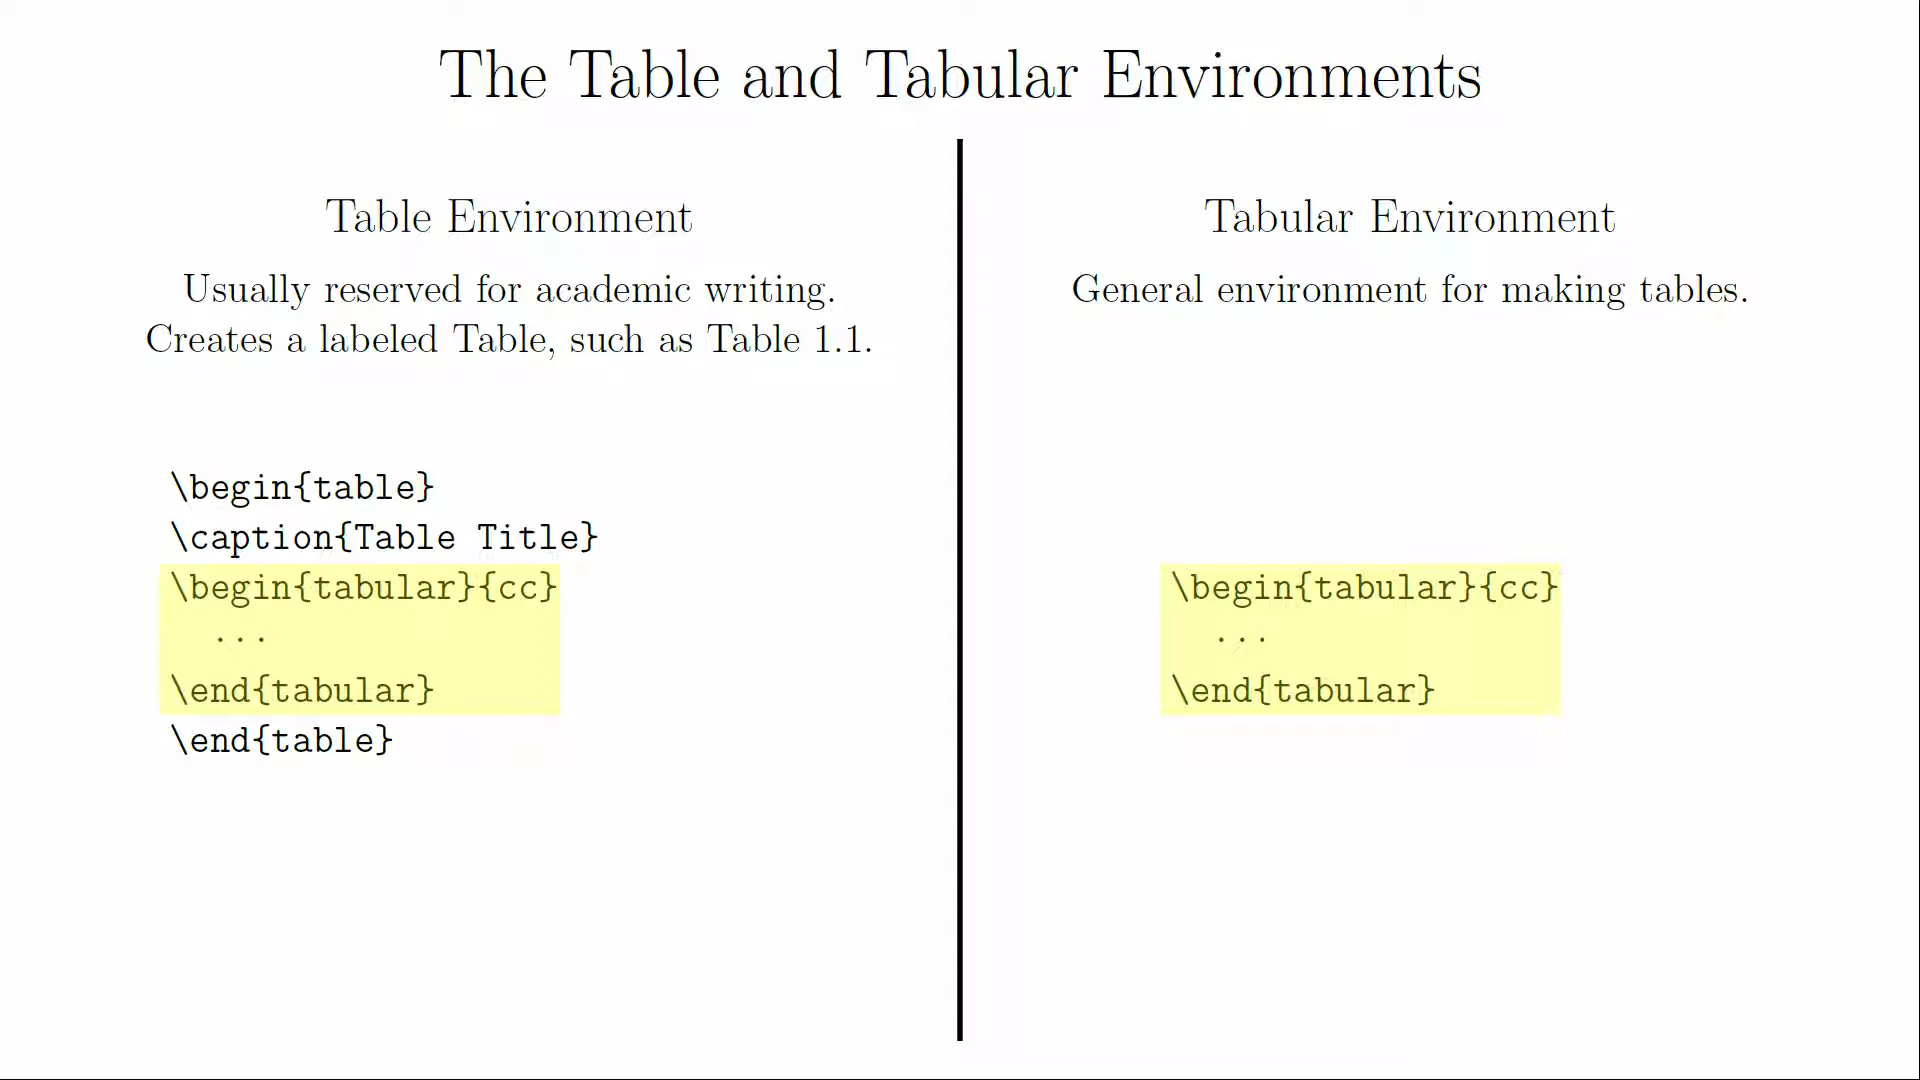 The Table and Tabular Environments
Table Environment
Usually reserved for academic writing.
Creates a labeled Table, such as Table 1.1.
\begin{table}
\caption{Table Title}
\begin{tabular}{cc}
...
\end{tabular}
\end{table}
Tabular Environment
General environment for making tables.
\begin{tabular}{cc}
...
\end{tabular}